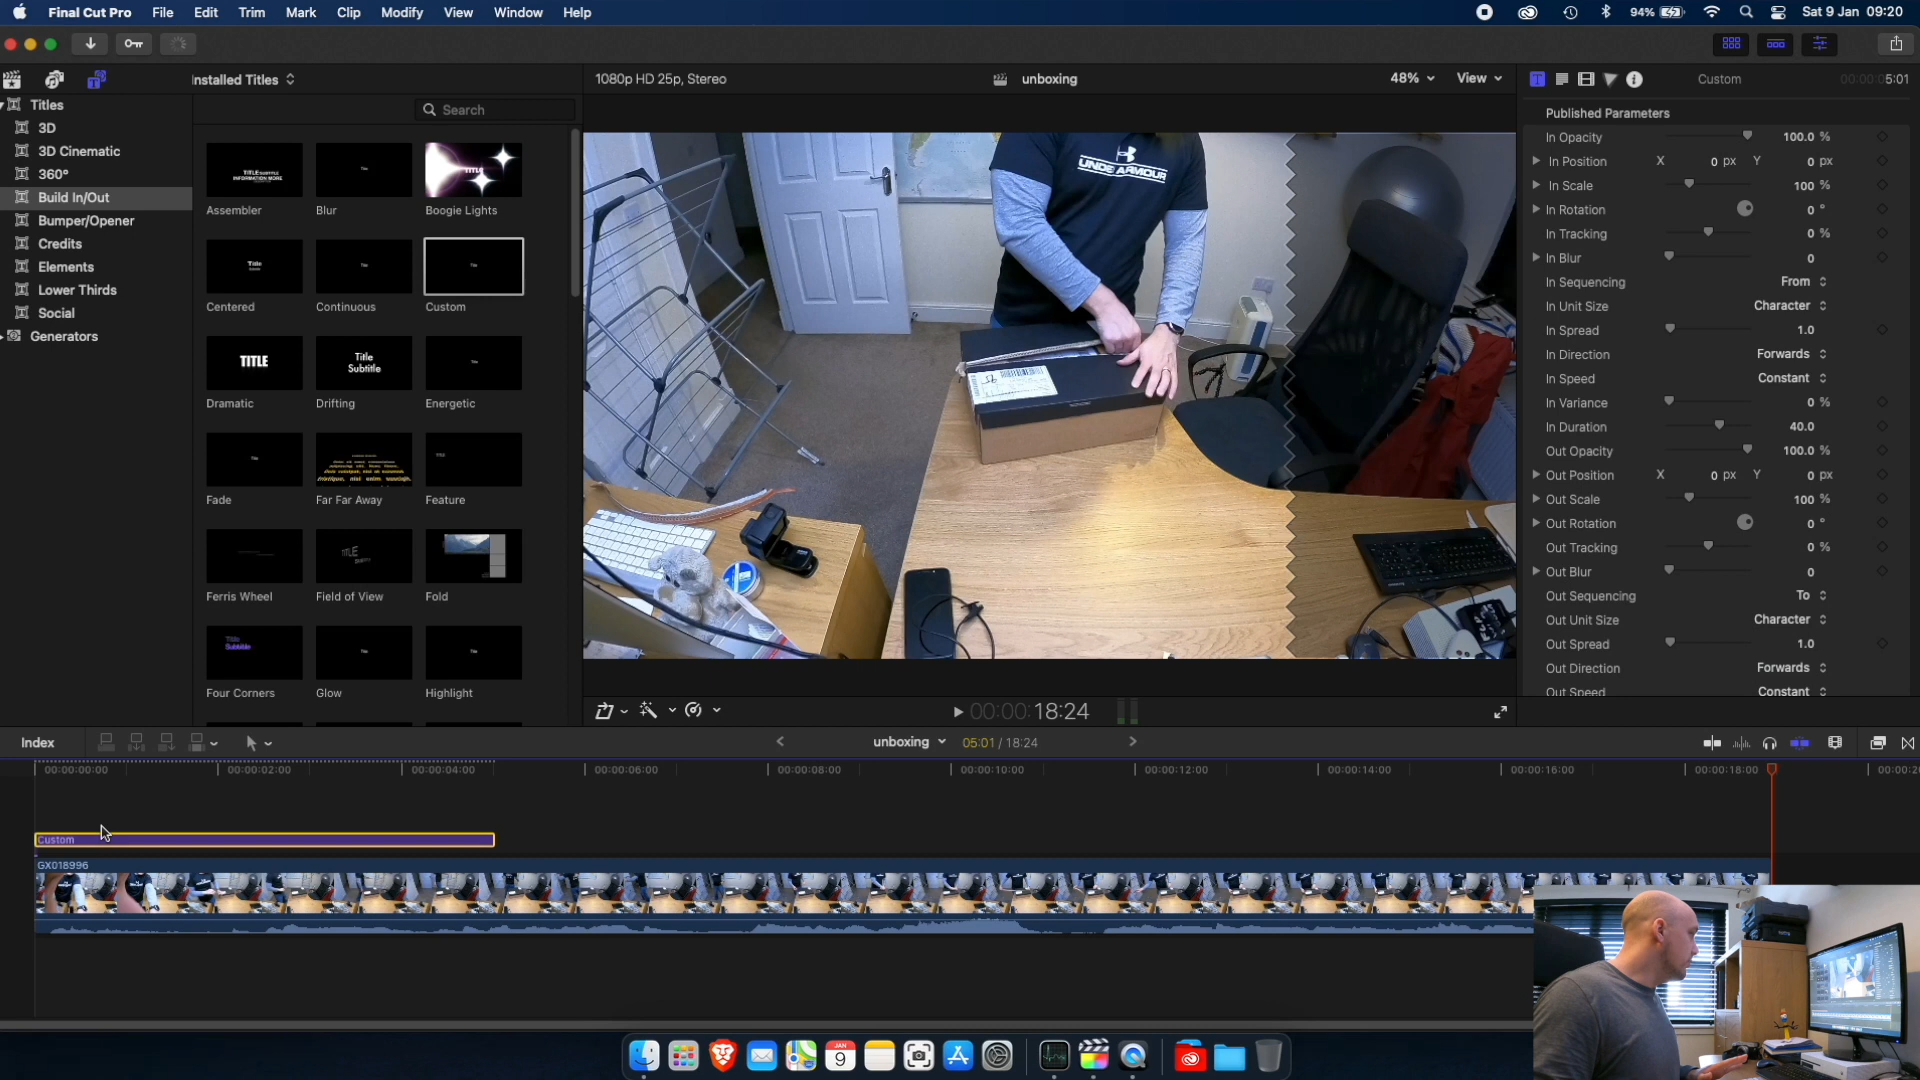 Final Cut Pro File Edit Trim Mark Clip Modify View Window Help 94% Sat 9 Jan 09:20
Installed Titles
1080p HD 25p, Stereo unboxing 48% View
Custom 00:00:05:01
Search
Titles
3D
3D Cinematic
360°
Build In/Out
Bumper/Opener
Credits
Elements
Lower Thirds
Social
Generators
Assembler Blur Boogie Lights
Title
Centered Continuous Custom
TITLE Title
Subtitle
Dramatic Drifting Energetic
Fade Far Far Away Feature
Ferris Wheel Field of View Fold
Title
Subtitle
Four Corners Glow Highlight
UNDER ARMOUR
Published Parameters
In Opacity 100.0 %
In Position X 0 px Y 0 px
In Scale 100 %
In Rotation 0 °
In Tracking 0 %
In Blur 0
In Sequencing From
In Unit Size Character
In Spread 1.0
In Direction Forwards
In Speed Constant
In Variance 0 %
In Duration 40.0
Out Opacity 100.0 %
Out Position X 0 px Y 0 px
Out Scale 100 %
Out Rotation 0 °
Out Tracking 0 %
Out Blur 0
Out Sequencing To
Out Unit Size Character
Out Spread 1.0
Out Direction Forwards
Out Speed Constant
00:00:18:24
Index unboxing 05:01 / 18:24
00:00:00:00 00:00:02:00 00:00:04:00 00:00:06:00 00:00:08:00 00:00:10:00 00:00:12:00 00:00:14:00 00:00:16:00 00:00:18:00 00:00:20
Custom
GX018996
JAN
9